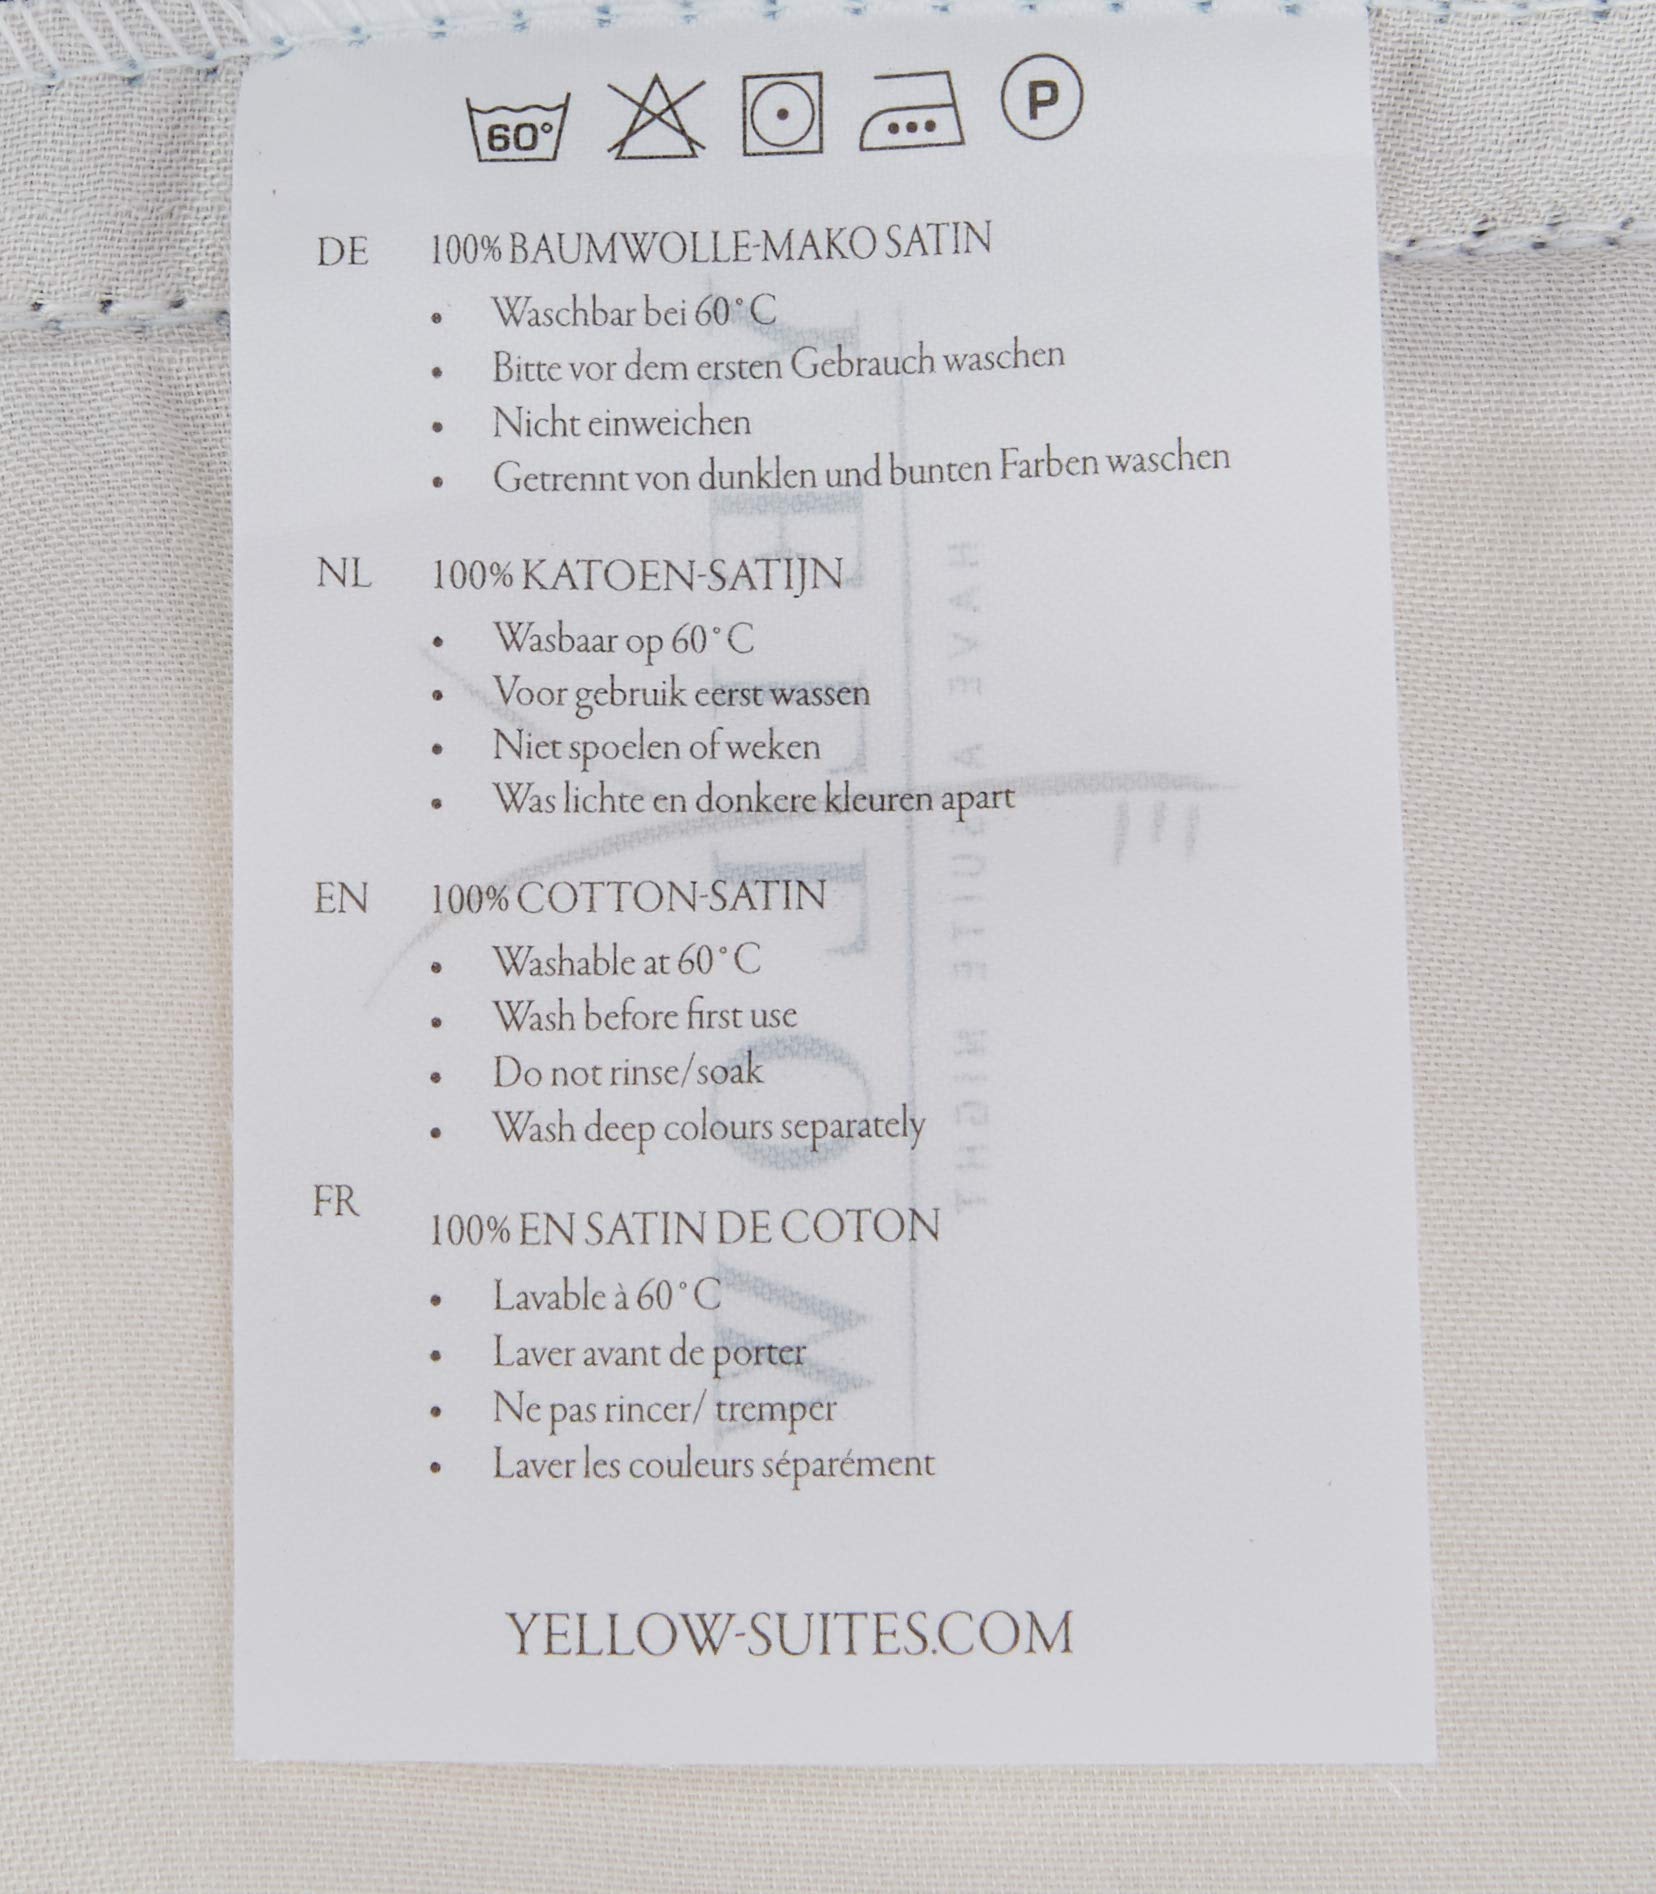 60°
P
DE 100% BAUMWOLLE-MAKO SATIN
• Waschbar bei 60°C
• Bitte vor dem ersten Gebrauch waschen
• Nicht einweichen
• Getrennt von dunklen und bunten Farben waschen
NL 100% KATOEN-SATIJN
• Wasbaar op 60°C
• Voor gebruik eerst wassen
• Niet spoelen of weken
• Was lichte en donkere kleuren apart
EN 100% COTTON-SATIN
• Washable at 60°C
• Wash before first use
• Do not rinse/soak
• Wash deep colours separately
FR 100% EN SATIN DE COTON
• Lavable à 60°C
• Laver avant de porter
• Ne pas rincer/ tremper
• Laver les couleurs séparément
YELLOW-SUITES.COM
YELLOW
HAVE A SUITE NIGHT